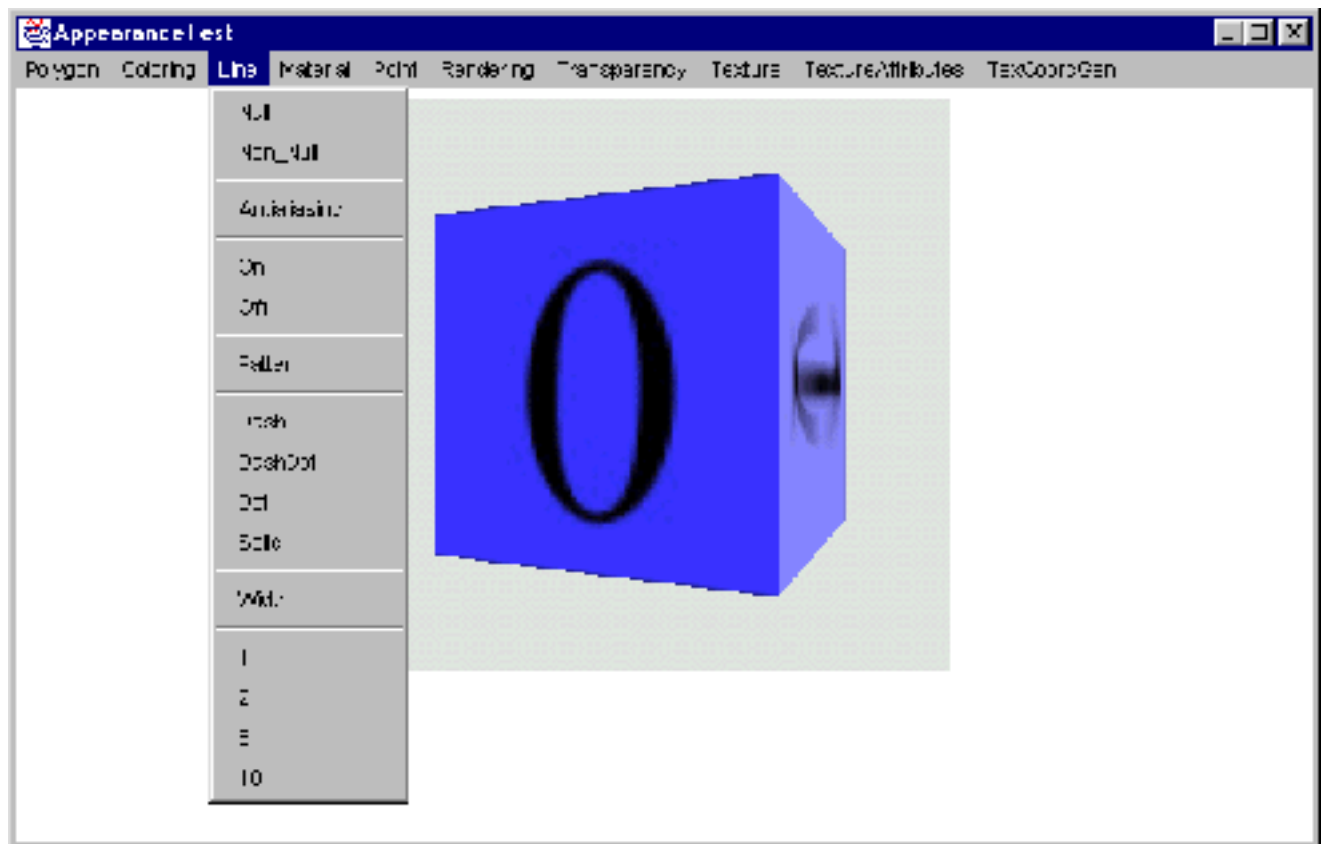 AppearanceTest
Polygon Coloring Line Material Point Rendering Transparency Texture TextureAttributes TexCoordGen
Null
Non_Null
Antialiasing
On
Off
Pattern
Dash
DashDot
Dot
Solid
Width
1
2
10
0